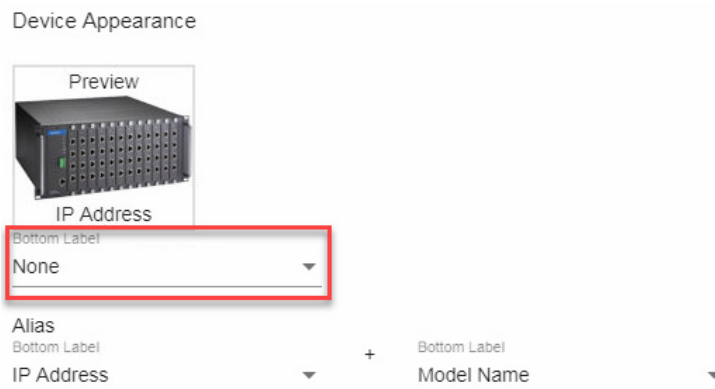 Device Appearance
Preview
IP Address
Bottom Label
None
Alias
Bottom Label
IP Address
+
Bottom Label
Model Name